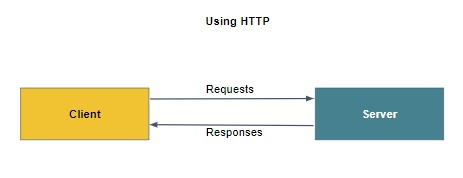 Using HTTP
Requests
Client
Server
Responses